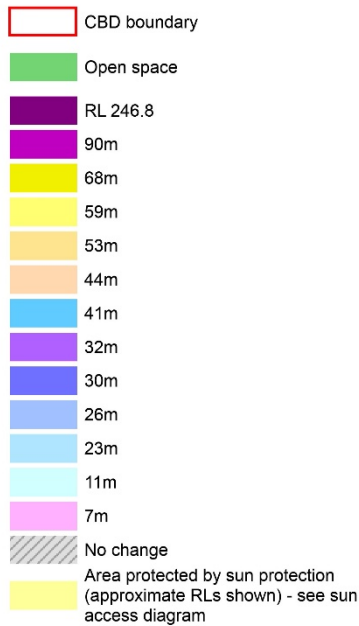 CBD boundary
Open space
RL 246.8
90m
68m
59m
53m
44m
41m
32m
30m
26m
23m
11m
7m
No change
Area protected by sun protection
(approximate RLs shown) - see sun
access diagram